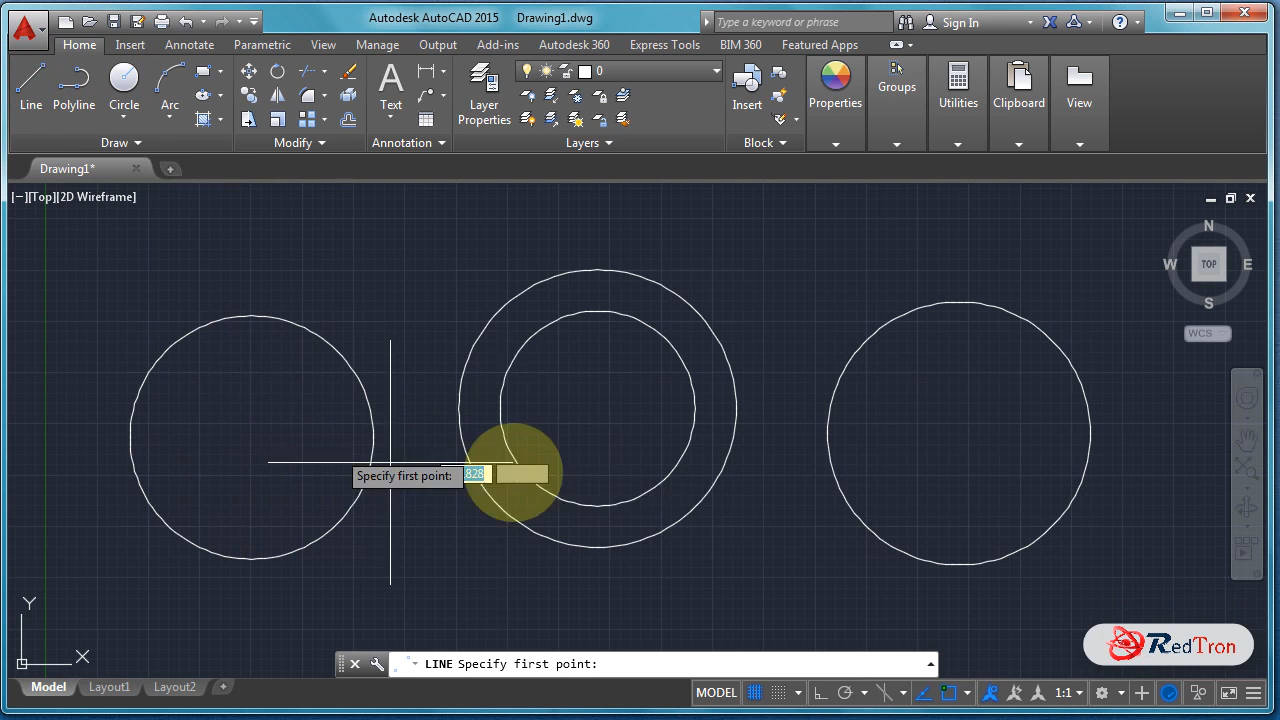 Autodesk AutoCAD 2015 Drawing1.dwg
Type a keyword or phrase
Sign In
Home Insert Annotate Parametric View Manage Output Add-ins Autodesk 360 Express Tools BIM 360 Featured Apps
0
Line Polyline Circle Arc Text Layer Properties Insert Properties Groups Utilities Clipboard View
Draw Modify Annotation Layers Block
Drawing1*
[−][Top][2D Wireframe]
N
W TOP E
S
WCS
Specify first point: 828
Y
X
RedTron
LINE Specify first point:
Model Layout1 Layout2
MODEL 1:1